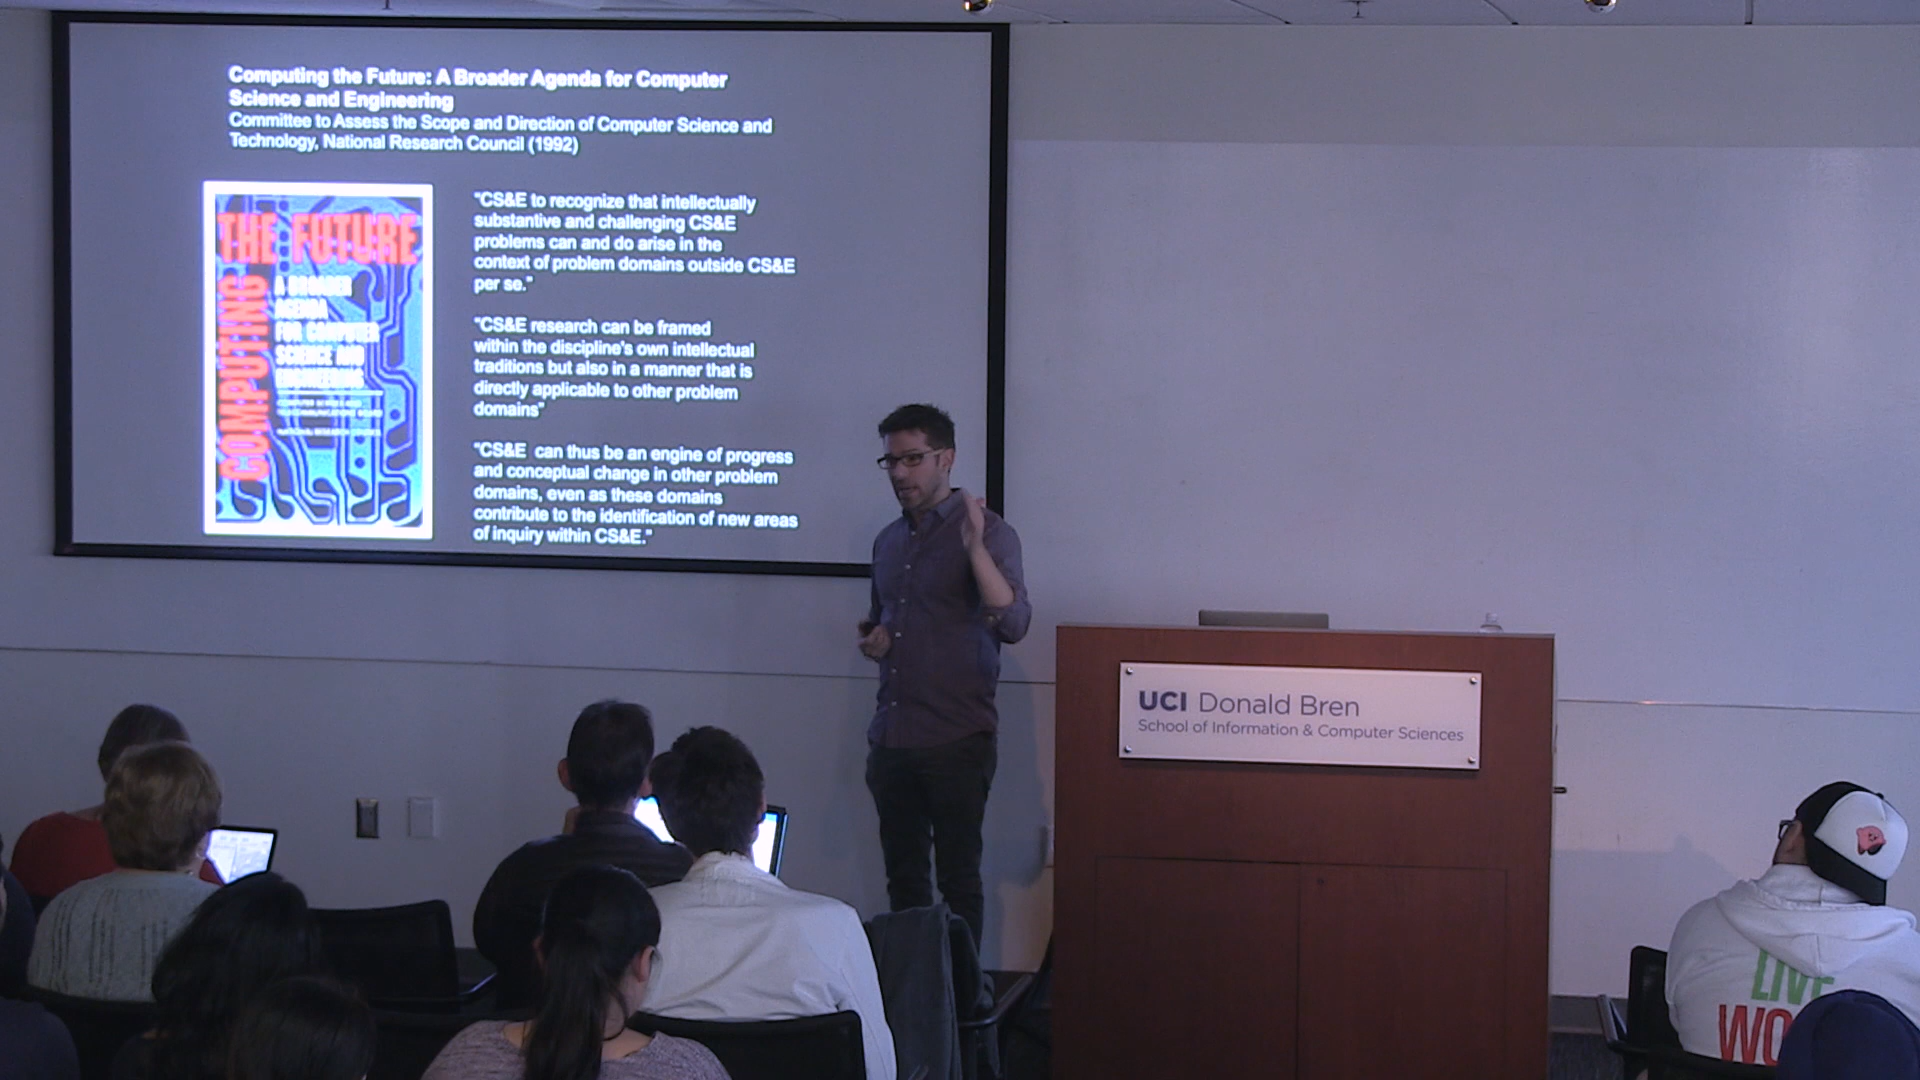 Computing the Future: A Broader Agenda for Computer
Science and Engineering
Committee to Assess the Scope and Direction of Computer Science and
Technology, National Research Council (1992)
THE FUTURE
COMPUTING
A BROADER
AGENDA
FOR COMPUTER
SCIENCE AND
ENGINEERING
"CS&E to recognize that intellectually
substantive and challenging CS&E
problems can and do arise in the
context of problem domains outside CS&E
per se."
"CS&E research can be framed
within the discipline's own intellectual
traditions but also in a manner that is
directly applicable to other problem
domains"
"CS&E can thus be an engine of progress
and conceptual change in other problem
domains, even as these domains
contribute to the identification of new areas
of inquiry within CS&E."
UCI Donald Bren
School of Information & Computer Sciences
LIVE
WO